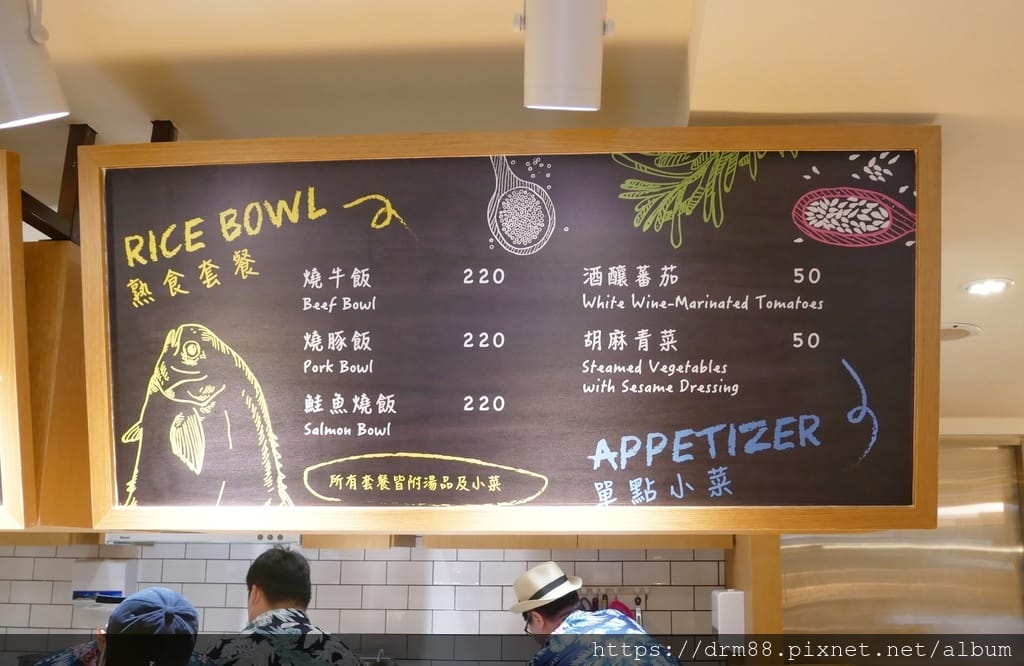 RICE BOWL
熟食套餐
燒牛飯 220
Beef Bowl
燒豚飯 220
Pork Bowl
鮭魚燒飯 220
Salmon Bowl
所有套餐皆附湯品及小菜
酒釀蕃茄 50
White Wine-Marinated Tomatoes
胡麻青菜 50
Steamed Vegetables
with Sesame Dressing
APPETIZER
單點小菜
https://drm88.pixnet.net/album